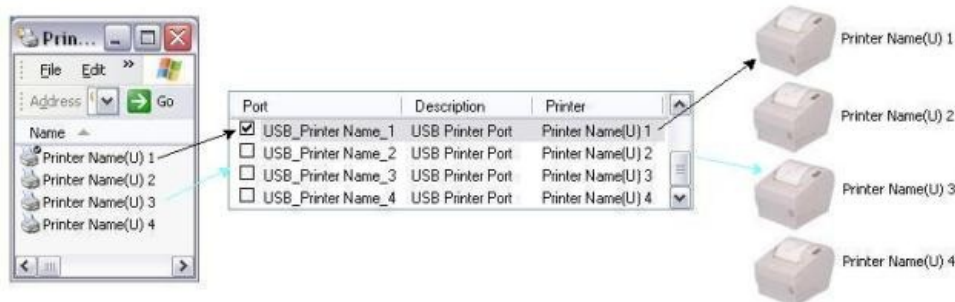 Prin...
File Edit »
Address Go
Name
Printer Name(U) 1
Printer Name(U) 2
Printer Name(U) 3
Printer Name(U) 4
Port Description Printer
USB_Printer Name_1 USB Printer Port Printer Name(U) 1
USB_Printer Name_2 USB Printer Port Printer Name(U) 2
USB_Printer Name_3 USB Printer Port Printer Name(U) 3
USB_Printer Name_4 USB Printer Port Printer Name(U) 4
Printer Name(U) 1
Printer Name(U) 2
Printer Name(U) 3
Printer Name(U) 4